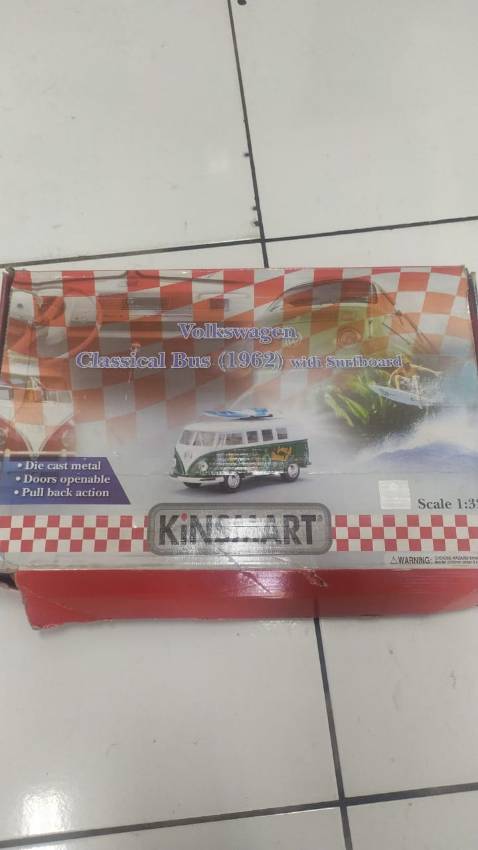 Volkswagen
Classical Bus (1962) with Surfboard
• Die cast metal
• Doors openable
• Pull back action
Scale 1:3
KiNSMART
WARNING: